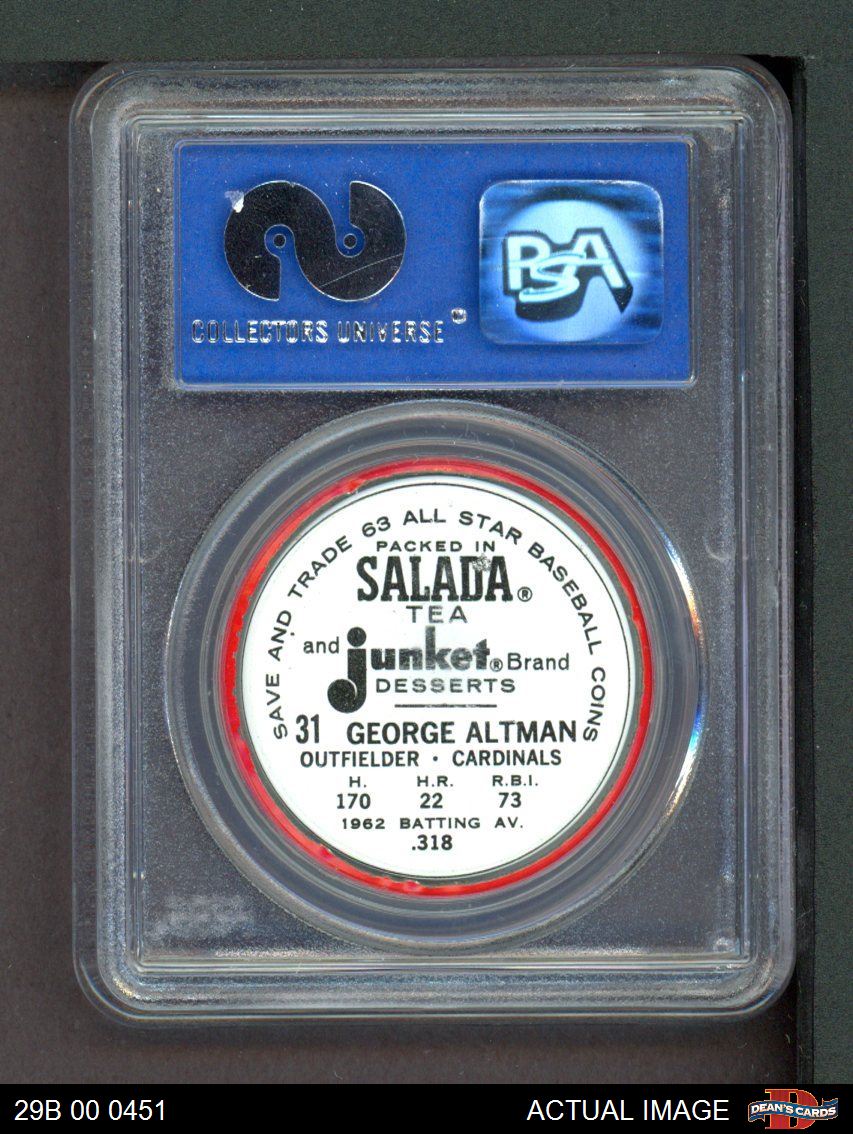 COLLECTORS UNIVERSE®
PSA
SAVE AND TRADE 63 ALL STAR BASEBALL COINS
PACKED IN
SALADA®
TEA
and junket® Brand
DESSERTS
31 GEORGE ALTMAN
OUTFIELDER • CARDINALS
H. H.R. R.B.I.
170 22 73
1962 BATTING AV.
.318
29B 00 0451
ACTUAL IMAGE
D
DEAN'S CARDS